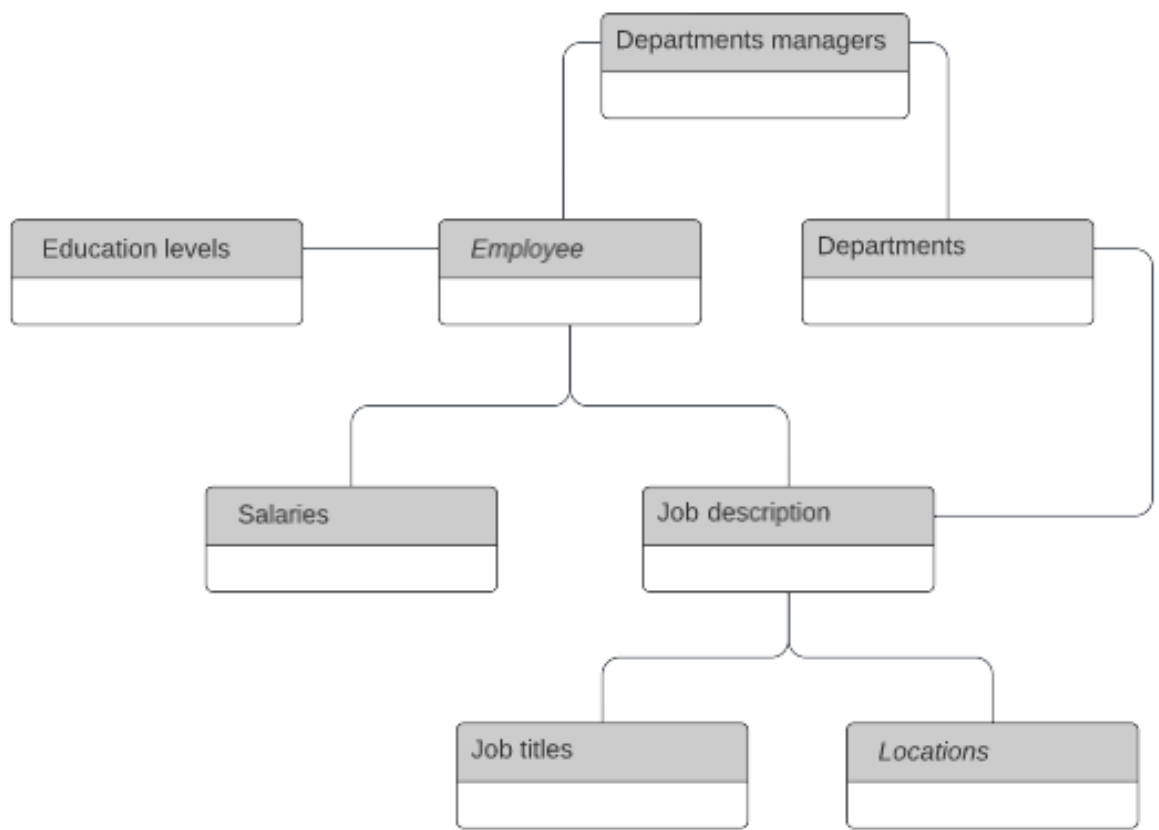 Departments managers
Education levels
Employee
Departments
Salaries
Job description
Job titles
Locations